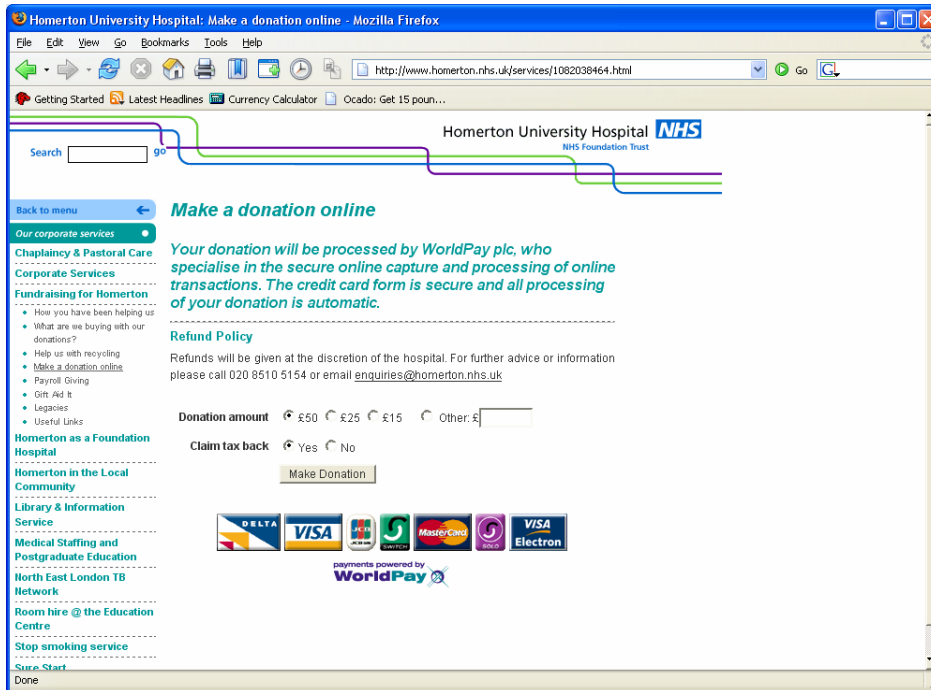 Homerton University Hospital: Make a donation online - Mozilla Firefox
File Edit View Go Bookmarks Tools Help
http://www.homerton.nhs.uk/services/1082038464.html Go G
Getting Started Latest Headlines Currency Calculator Ocado: Get 15 poun...
Homerton University Hospital NHS
NHS Foundation Trust
Search go
Back to menu
Our corporate services
Chaplaincy & Pastoral Care
Corporate Services
Fundraising for Homerton
How you have been helping us
What are we buying with our
donations?
Help us with recycling
Make a donation online
Payroll Giving
Gift Aid It
Legacies
Useful Links
Homerton as a Foundation
Hospital
Homerton in the Local
Community
Library & Information
Service
Medical Staffing and
Postgraduate Education
North East London TB
Network
Room hire @ the Education
Centre
Stop smoking service
Sure Start
Make a donation online
Your donation will be processed by WorldPay plc, who
specialise in the secure online capture and processing of online
transactions. The credit card form is secure and all processing
of your donation is automatic.
Refund Policy
Refunds will be given at the discretion of the hospital. For further advice or information
please call 020 8510 5154 or email enquiries@homerton.nhs.uk
Donation amount £50 £25 £15 Other: £
Claim tax back Yes No
Make Donation
DELTA VISA JCB SWITCH MasterCard SOLO VISA Electron
payments powered by
WorldPay
Done